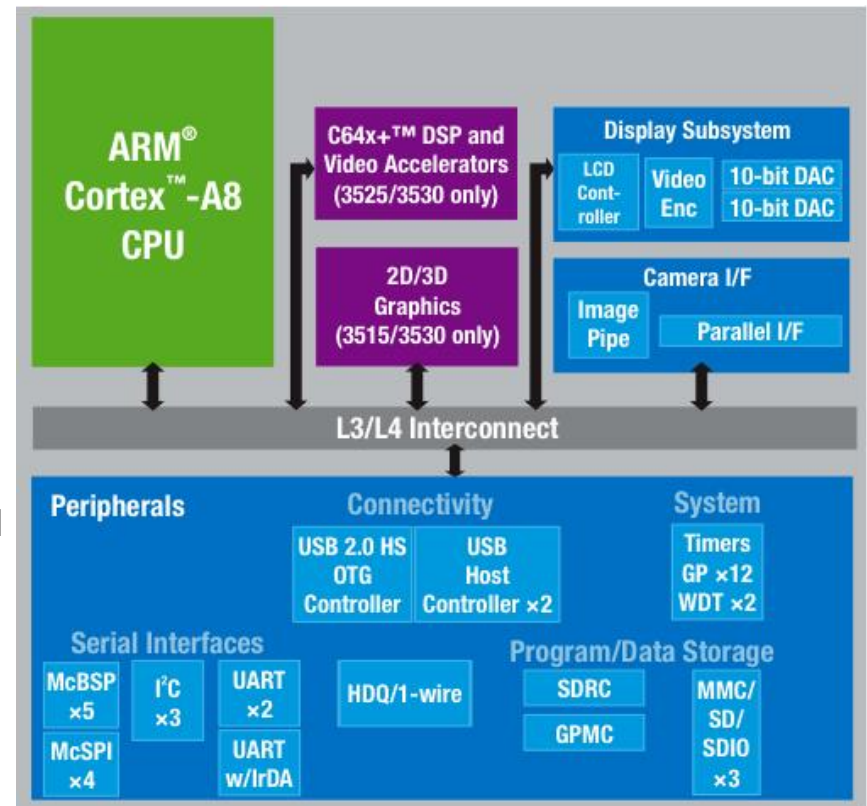 ARM®
Cortex™-A8
CPU
C64x+™ DSP and
Video Accelerators
(3525/3530 only)
2D/3D
Graphics
(3515/3530 only)
Display Subsystem
LCD
Cont-
roller
Video
Enc
10-bit DAC
10-bit DAC
Camera I/F
Image
Pipe
Parallel I/F
L3/L4 Interconnect
Peripherals
Connectivity
USB 2.0 HS
OTG
Controller
USB
Host
Controller ×2
System
Timers
GP ×12
WDT ×2
Serial Interfaces
McBSP
×5
I²C
×3
UART
×2
McSPI
×4
UART
w/IrDA
HDQ/1-wire
Program/Data Storage
SDRC
GPMC
MMC/
SD/
SDIO
×3